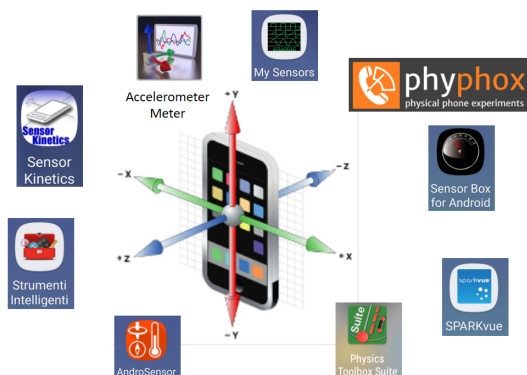 My Sensors
Accelerometer
Meter
phyphox
physical phone experiments
Sensor
Kinetics
Sensor
Kinetics
+Y
-X
-Z
Sensor Box
for Android
+Z
+X
Strumenti
Intelligenti
sparkvue
SPARKvue
-Y
Suite
Physics
Toolbox Suite
AndroSensor